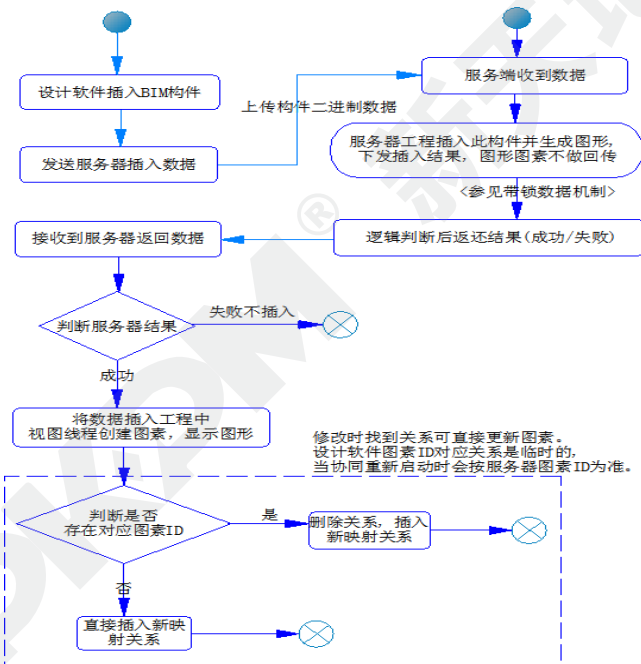 设计软件插入BIM构件
服务端收到数据
上传构件二进制数据
发送服务器插入数据
服务器工程插入此构件并生成图形，
下发插入结果，图形图素不做回传
<参见带锁数据机制>
接收到服务器返回数据
逻辑判断后返还结果(成功/失败)
判断服务器结果
失败不插入
成功
将数据插入工程中
视图线程创建图素，显示图形
修改时找到关系可直接更新图素。
设计软件图素ID对应关系是临时的，
当协同重新启动时会按服务器图素ID为准。
判断是否
存在对应图素ID
是
删除关系，插入
新映射关系
否
直接插入新映
射关系
®
新天地